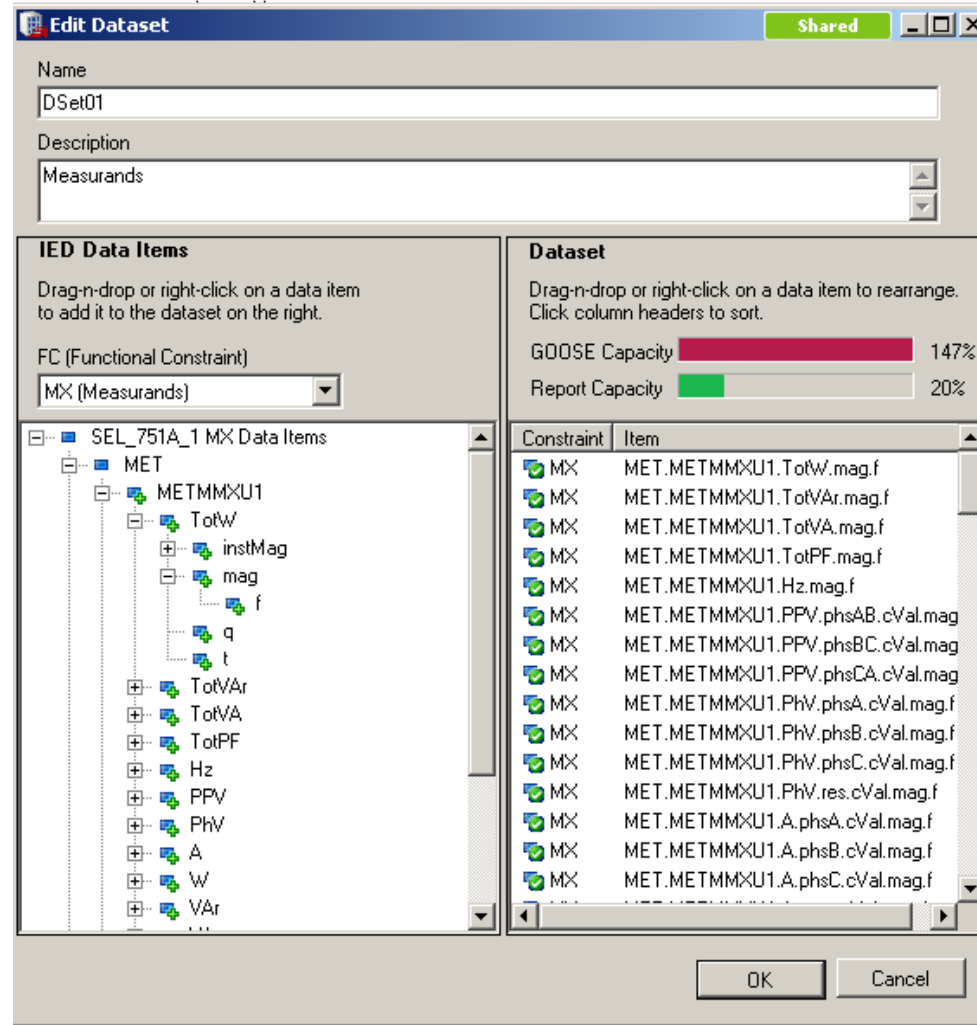 Edit Dataset
Shared
Name
DSet01
Description
Measurands
IED Data Items
Drag-n-drop or right-click on a data item
to add it to the dataset on the right.
FC (Functional Constraint)
MX (Measurands)
SEL_751A_1 MX Data Items
MET
METMMXU1
TotW
instMag
mag
f
q
t
TotVAr
TotVA
TotPF
Hz
PPV
PhV
A
W
VAr
Dataset
Drag-n-drop or right-click on a data item to rearrange.
Click column headers to sort.
GOOSE Capacity 147%
Report Capacity 20%
Constraint Item
MX MET.METMMXU1.TotW.mag.f
MX MET.METMMXU1.TotVAr.mag.f
MX MET.METMMXU1.TotVA.mag.f
MX MET.METMMXU1.TotPF.mag.f
MX MET.METMMXU1.Hz.mag.f
MX MET.METMMXU1.PPV.phsAB.cVal.mag
MX MET.METMMXU1.PPV.phsBC.cVal.mag
MX MET.METMMXU1.PPV.phsCA.cVal.mag
MX MET.METMMXU1.PhV.phsA.cVal.mag.f
MX MET.METMMXU1.PhV.phsB.cVal.mag.f
MX MET.METMMXU1.PhV.phsC.cVal.mag.f
MX MET.METMMXU1.PhV.res.cVal.mag.f
MX MET.METMMXU1.A.phsA.cVal.mag.f
MX MET.METMMXU1.A.phsB.cVal.mag.f
MX MET.METMMXU1.A.phsC.cVal.mag.f
OK
Cancel